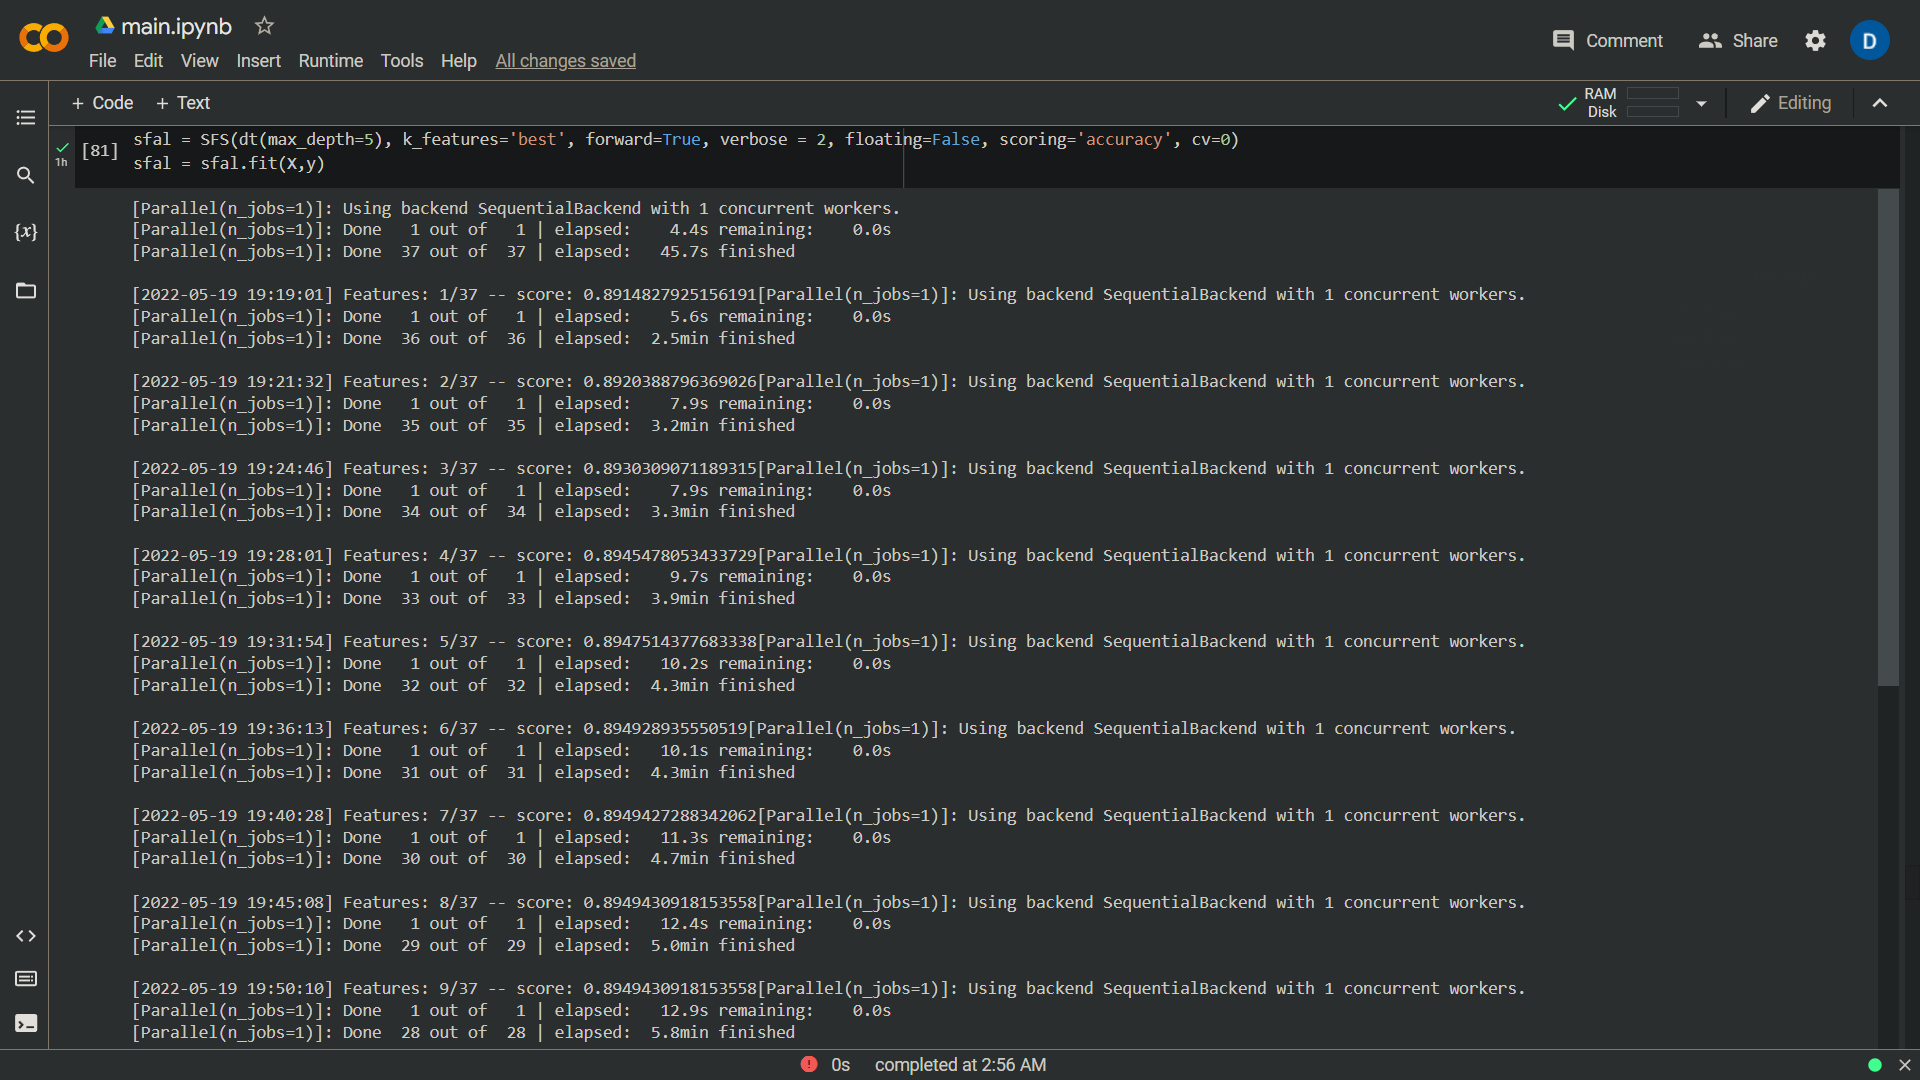 main.ipynb
Comment
Share
D
File Edit View Insert Runtime Tools Help All changes saved
+ Code + Text
RAM
Disk
Editing
[81]
1h
sfal = SFS(dt(max_depth=5), k_features='best', forward=True, verbose = 2, floating=False, scoring='accuracy', cv=0)
sfal = sfal.fit(X,y)
{x}
[Parallel(n_jobs=1)]: Using backend SequentialBackend with 1 concurrent workers.
[Parallel(n_jobs=1)]: Done   1 out of   1 | elapsed:    4.4s remaining:    0.0s
[Parallel(n_jobs=1)]: Done  37 out of  37 | elapsed:   45.7s finished
[2022-05-19 19:19:01] Features: 1/37 -- score: 0.8914827925156191[Parallel(n_jobs=1)]: Using backend SequentialBackend with 1 concurrent workers.
[Parallel(n_jobs=1)]: Done   1 out of   1 | elapsed:    5.6s remaining:    0.0s
[Parallel(n_jobs=1)]: Done  36 out of  36 | elapsed:  2.5min finished
[2022-05-19 19:21:32] Features: 2/37 -- score: 0.8920388796369026[Parallel(n_jobs=1)]: Using backend SequentialBackend with 1 concurrent workers.
[Parallel(n_jobs=1)]: Done   1 out of   1 | elapsed:    7.9s remaining:    0.0s
[Parallel(n_jobs=1)]: Done  35 out of  35 | elapsed:  3.2min finished
[2022-05-19 19:24:46] Features: 3/37 -- score: 0.8930309071189315[Parallel(n_jobs=1)]: Using backend SequentialBackend with 1 concurrent workers.
[Parallel(n_jobs=1)]: Done   1 out of   1 | elapsed:    7.9s remaining:    0.0s
[Parallel(n_jobs=1)]: Done  34 out of  34 | elapsed:  3.3min finished
[2022-05-19 19:28:01] Features: 4/37 -- score: 0.8945478053433729[Parallel(n_jobs=1)]: Using backend SequentialBackend with 1 concurrent workers.
[Parallel(n_jobs=1)]: Done   1 out of   1 | elapsed:    9.7s remaining:    0.0s
[Parallel(n_jobs=1)]: Done  33 out of  33 | elapsed:  3.9min finished
[2022-05-19 19:31:54] Features: 5/37 -- score: 0.8947514377683338[Parallel(n_jobs=1)]: Using backend SequentialBackend with 1 concurrent workers.
[Parallel(n_jobs=1)]: Done   1 out of   1 | elapsed:   10.2s remaining:    0.0s
[Parallel(n_jobs=1)]: Done  32 out of  32 | elapsed:  4.3min finished
[2022-05-19 19:36:13] Features: 6/37 -- score: 0.894928935550519[Parallel(n_jobs=1)]: Using backend SequentialBackend with 1 concurrent workers.
[Parallel(n_jobs=1)]: Done   1 out of   1 | elapsed:   10.1s remaining:    0.0s
[Parallel(n_jobs=1)]: Done  31 out of  31 | elapsed:  4.3min finished
[2022-05-19 19:40:28] Features: 7/37 -- score: 0.8949427288342062[Parallel(n_jobs=1)]: Using backend SequentialBackend with 1 concurrent workers.
[Parallel(n_jobs=1)]: Done   1 out of   1 | elapsed:   11.3s remaining:    0.0s
[Parallel(n_jobs=1)]: Done  30 out of  30 | elapsed:  4.7min finished
[2022-05-19 19:45:08] Features: 8/37 -- score: 0.8949430918153558[Parallel(n_jobs=1)]: Using backend SequentialBackend with 1 concurrent workers.
[Parallel(n_jobs=1)]: Done   1 out of   1 | elapsed:   12.4s remaining:    0.0s
[Parallel(n_jobs=1)]: Done  29 out of  29 | elapsed:  5.0min finished
[2022-05-19 19:50:10] Features: 9/37 -- score: 0.8949430918153558[Parallel(n_jobs=1)]: Using backend SequentialBackend with 1 concurrent workers.
[Parallel(n_jobs=1)]: Done   1 out of   1 | elapsed:   12.9s remaining:    0.0s
[Parallel(n_jobs=1)]: Done  28 out of  28 | elapsed:  5.8min finished
0s completed at 2:56 AM